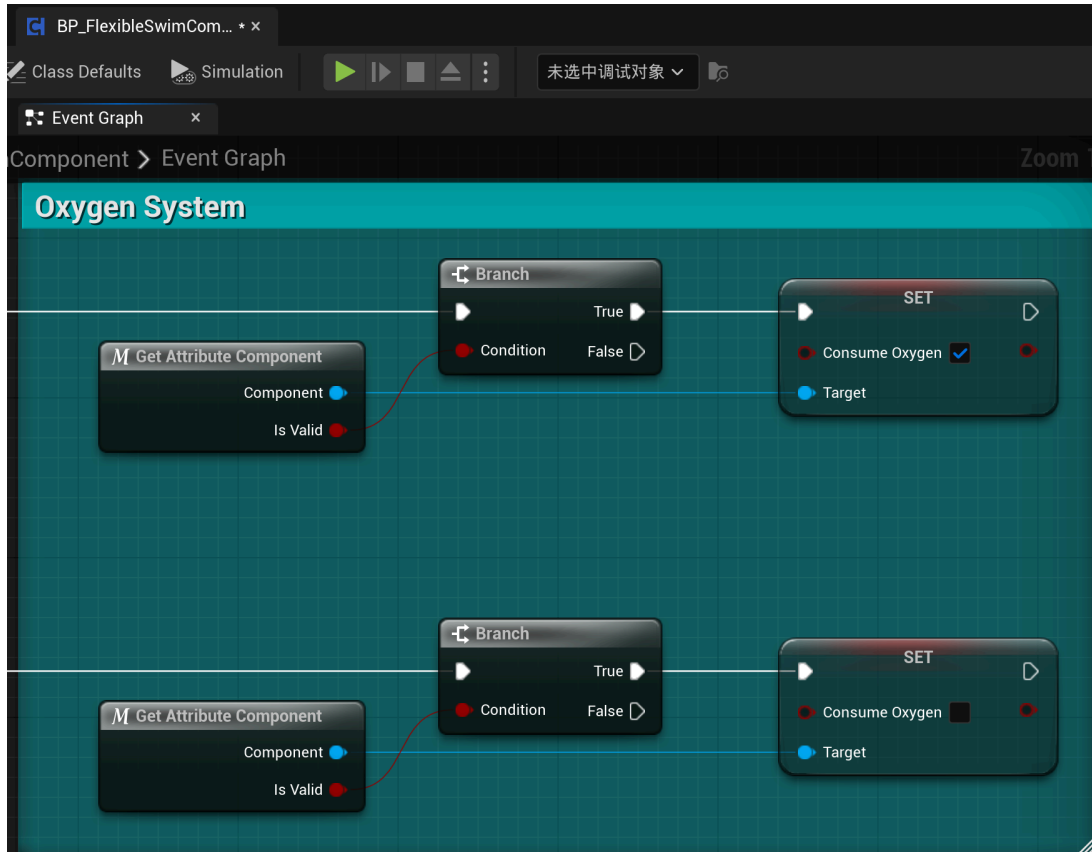 BP_FlexibleSwimCom... *
Class Defaults Simulation 未选中调试对象
Event Graph
Component > Event Graph Zoom
Oxygen System
Branch
True
Condition False
Get Attribute Component
Component
Is Valid
SET
Consume Oxygen
Target
Branch
True
Condition False
Get Attribute Component
Component
Is Valid
SET
Consume Oxygen
Target